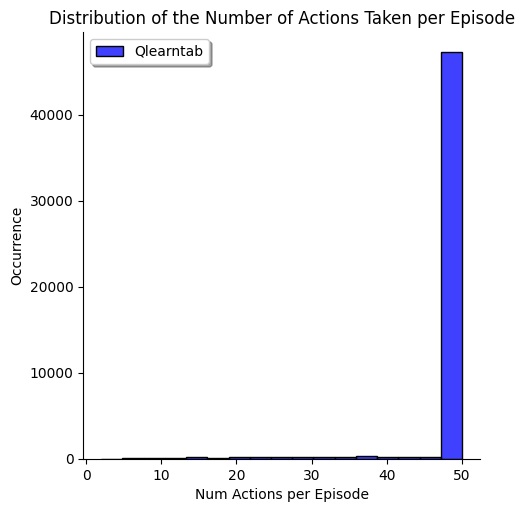 Distribution of the Number of Actions Taken per Episode
Qlearntab
Occurrence
40000
30000
20000
10000
0
0 10 20 30 40 50
Num Actions per Episode